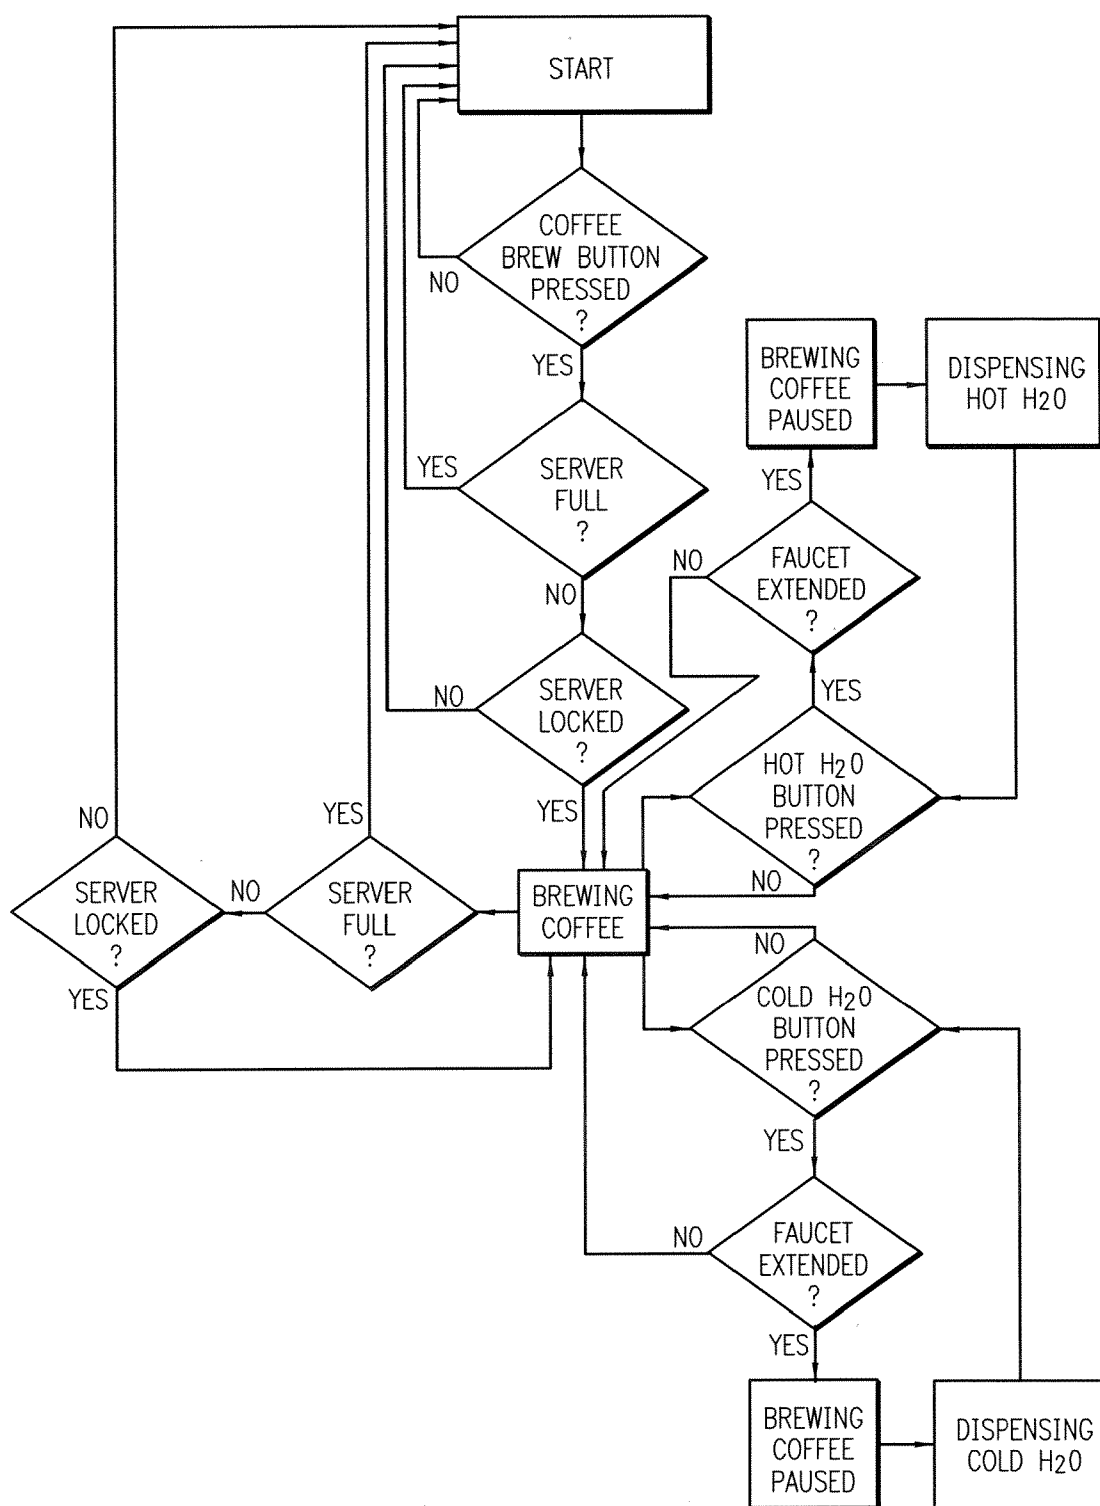 START
COFFEE
BREW BUTTON
PRESSED
?
NO
YES
BREWING
COFFEE
PAUSED
DISPENSING
HOT H2O
YES
SERVER
FULL
?
YES
NO
FAUCET
EXTENDED
?
NO
YES
NO
SERVER
LOCKED
?
HOT H2O
BUTTON
PRESSED
?
NO
YES
YES
NO
SERVER
LOCKED
?
NO
SERVER
FULL
?
BREWING
COFFEE
YES
NO
COLD H2O
BUTTON
PRESSED
?
YES
NO
FAUCET
EXTENDED
?
YES
BREWING
COFFEE
PAUSED
DISPENSING
COLD H2O